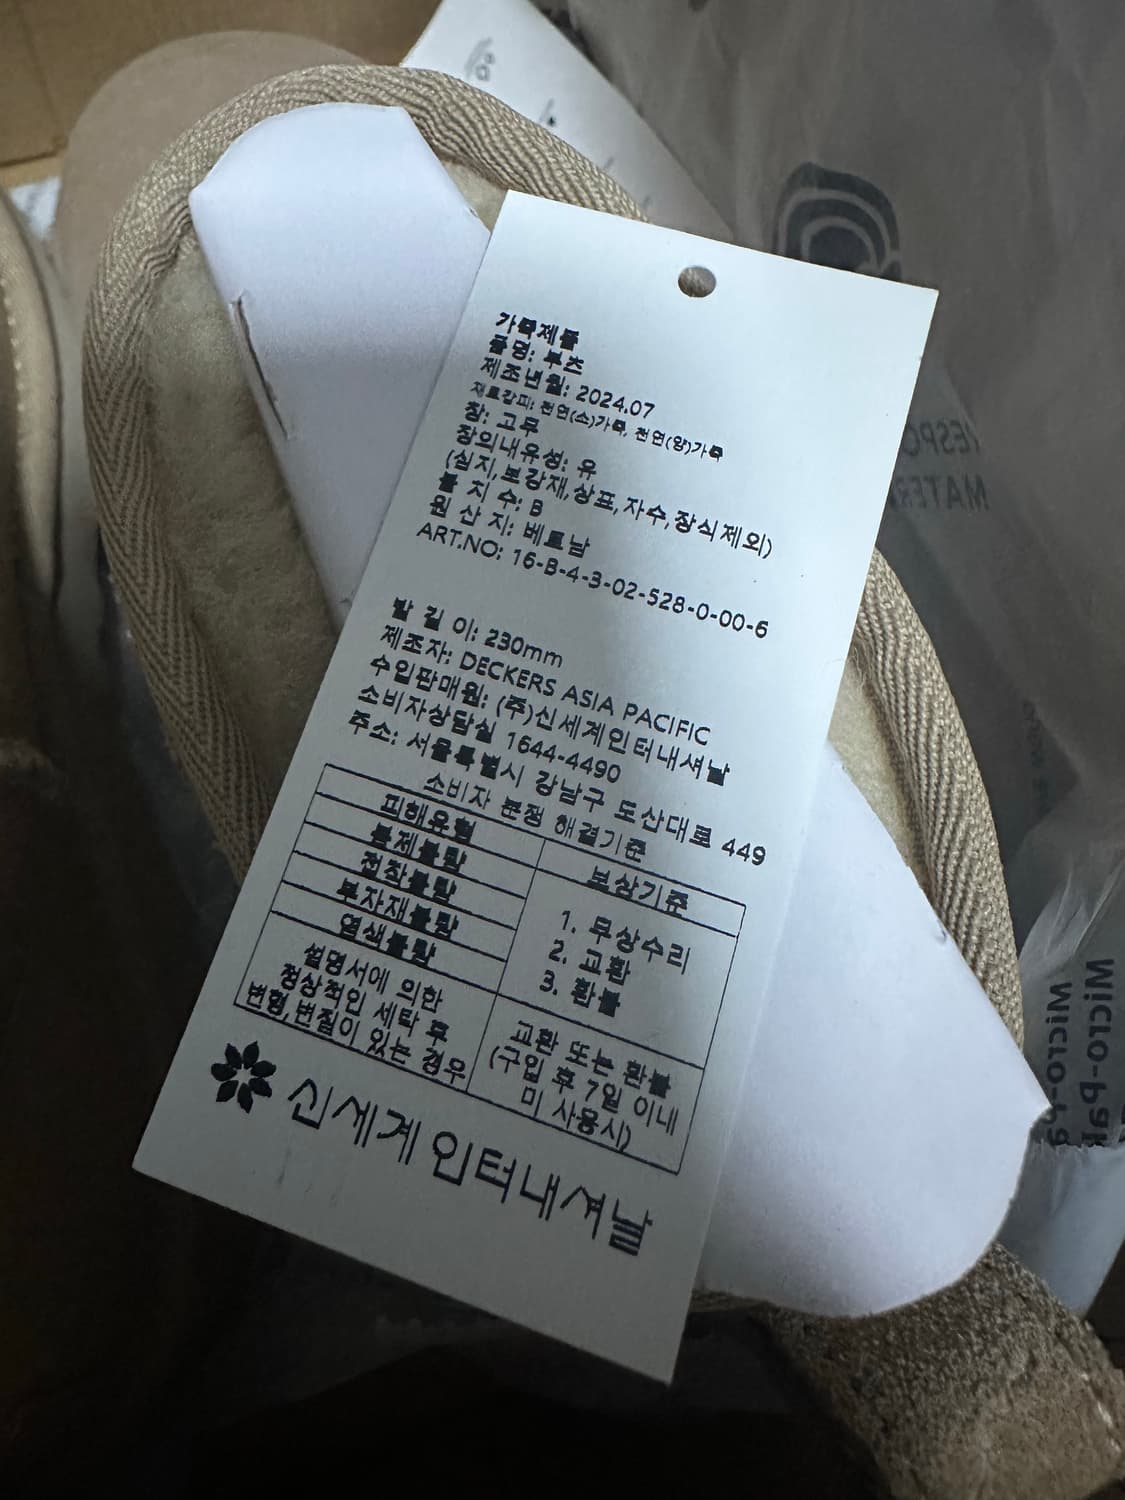 가죽제품
품명: 부츠
제조년월: 2024.07
재료갑피: 천연(소)가죽, 천연(양)가죽
창: 고무
창의내유성: 유
(심지,보강재,상표,자수,장식제외)
볼 치 수: B
원 산 지: 베트남
ART.NO: 16-B-4-3-02-528-0-00-6
발 길 이: 230mm
제조자: DECKERS ASIA PACIFIC
수입판매원: (주)신세계인터내셔날
소비자상담실 1644-4490
주소: 서울특별시 강남구 도산대로 449
소비자 분쟁 해결기준
피해유형
보상기준
봉제불량
접착불량
부자재불량
염색불량
1. 무상수리
2. 교환
3. 환불
설명서에 의한
정상적인 세탁 후
변형,변질이 있는 경우
교환 또는 환불
(구입 후 7일 이내
미 사용시)
신세계인터내셔날
Micro-
Micro-